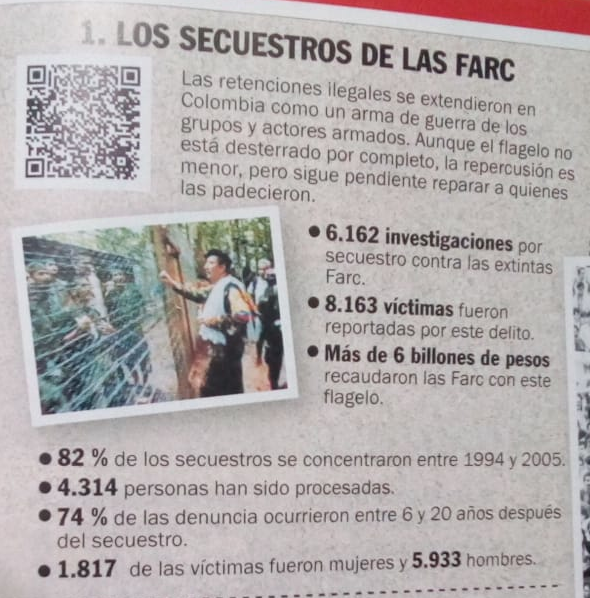 1. LOS SECUESTROS DE LAS FARC
Las retenciones ilegales se extendieron en
Colombia como un arma de guerra de los
grupos y actores armados. Aunque el flagelo no
está desterrado por completo, la repercusión es
menor, pero sigue pendiente reparar a quienes
las padecieron.
● 6.162 investigaciones por
secuestro contra las extintas
Farc.
● 8.163 víctimas fueron
reportadas por este delito.
● Más de 6 billones de pesos
recaudaron las Farc con este
flagelo.
● 82 % de los secuestros se concentraron entre 1994 y 2005.
● 4.314 personas han sido procesadas.
● 74 % de las denuncia ocurrieron entre 6 y 20 años después
del secuestro.
● 1.817 de las víctimas fueron mujeres y 5.933 hombres.